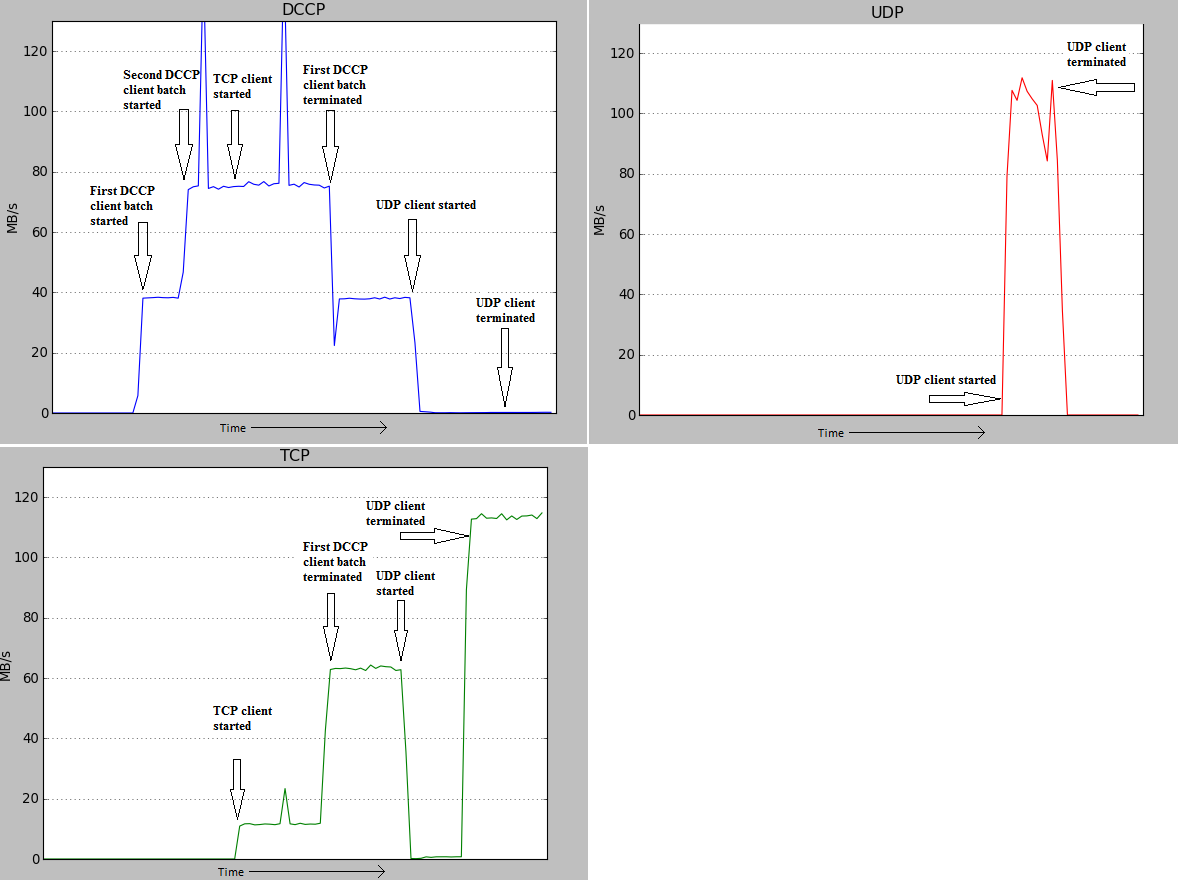 DCCP
120
100
80
60
40
20
0
MB/s
Second DCCP
client batch
started
TCP client
started
First DCCP
client batch
terminated
First DCCP
client batch
started
UDP client started
UDP client
terminated
Time
UDP
120
100
80
60
40
20
0
MB/s
UDP client
terminated
UDP client started
Time
TCP
120
100
80
60
40
20
0
MB/s
UDP client
terminated
First DCCP
client batch
terminated
UDP client
started
TCP client
started
Time